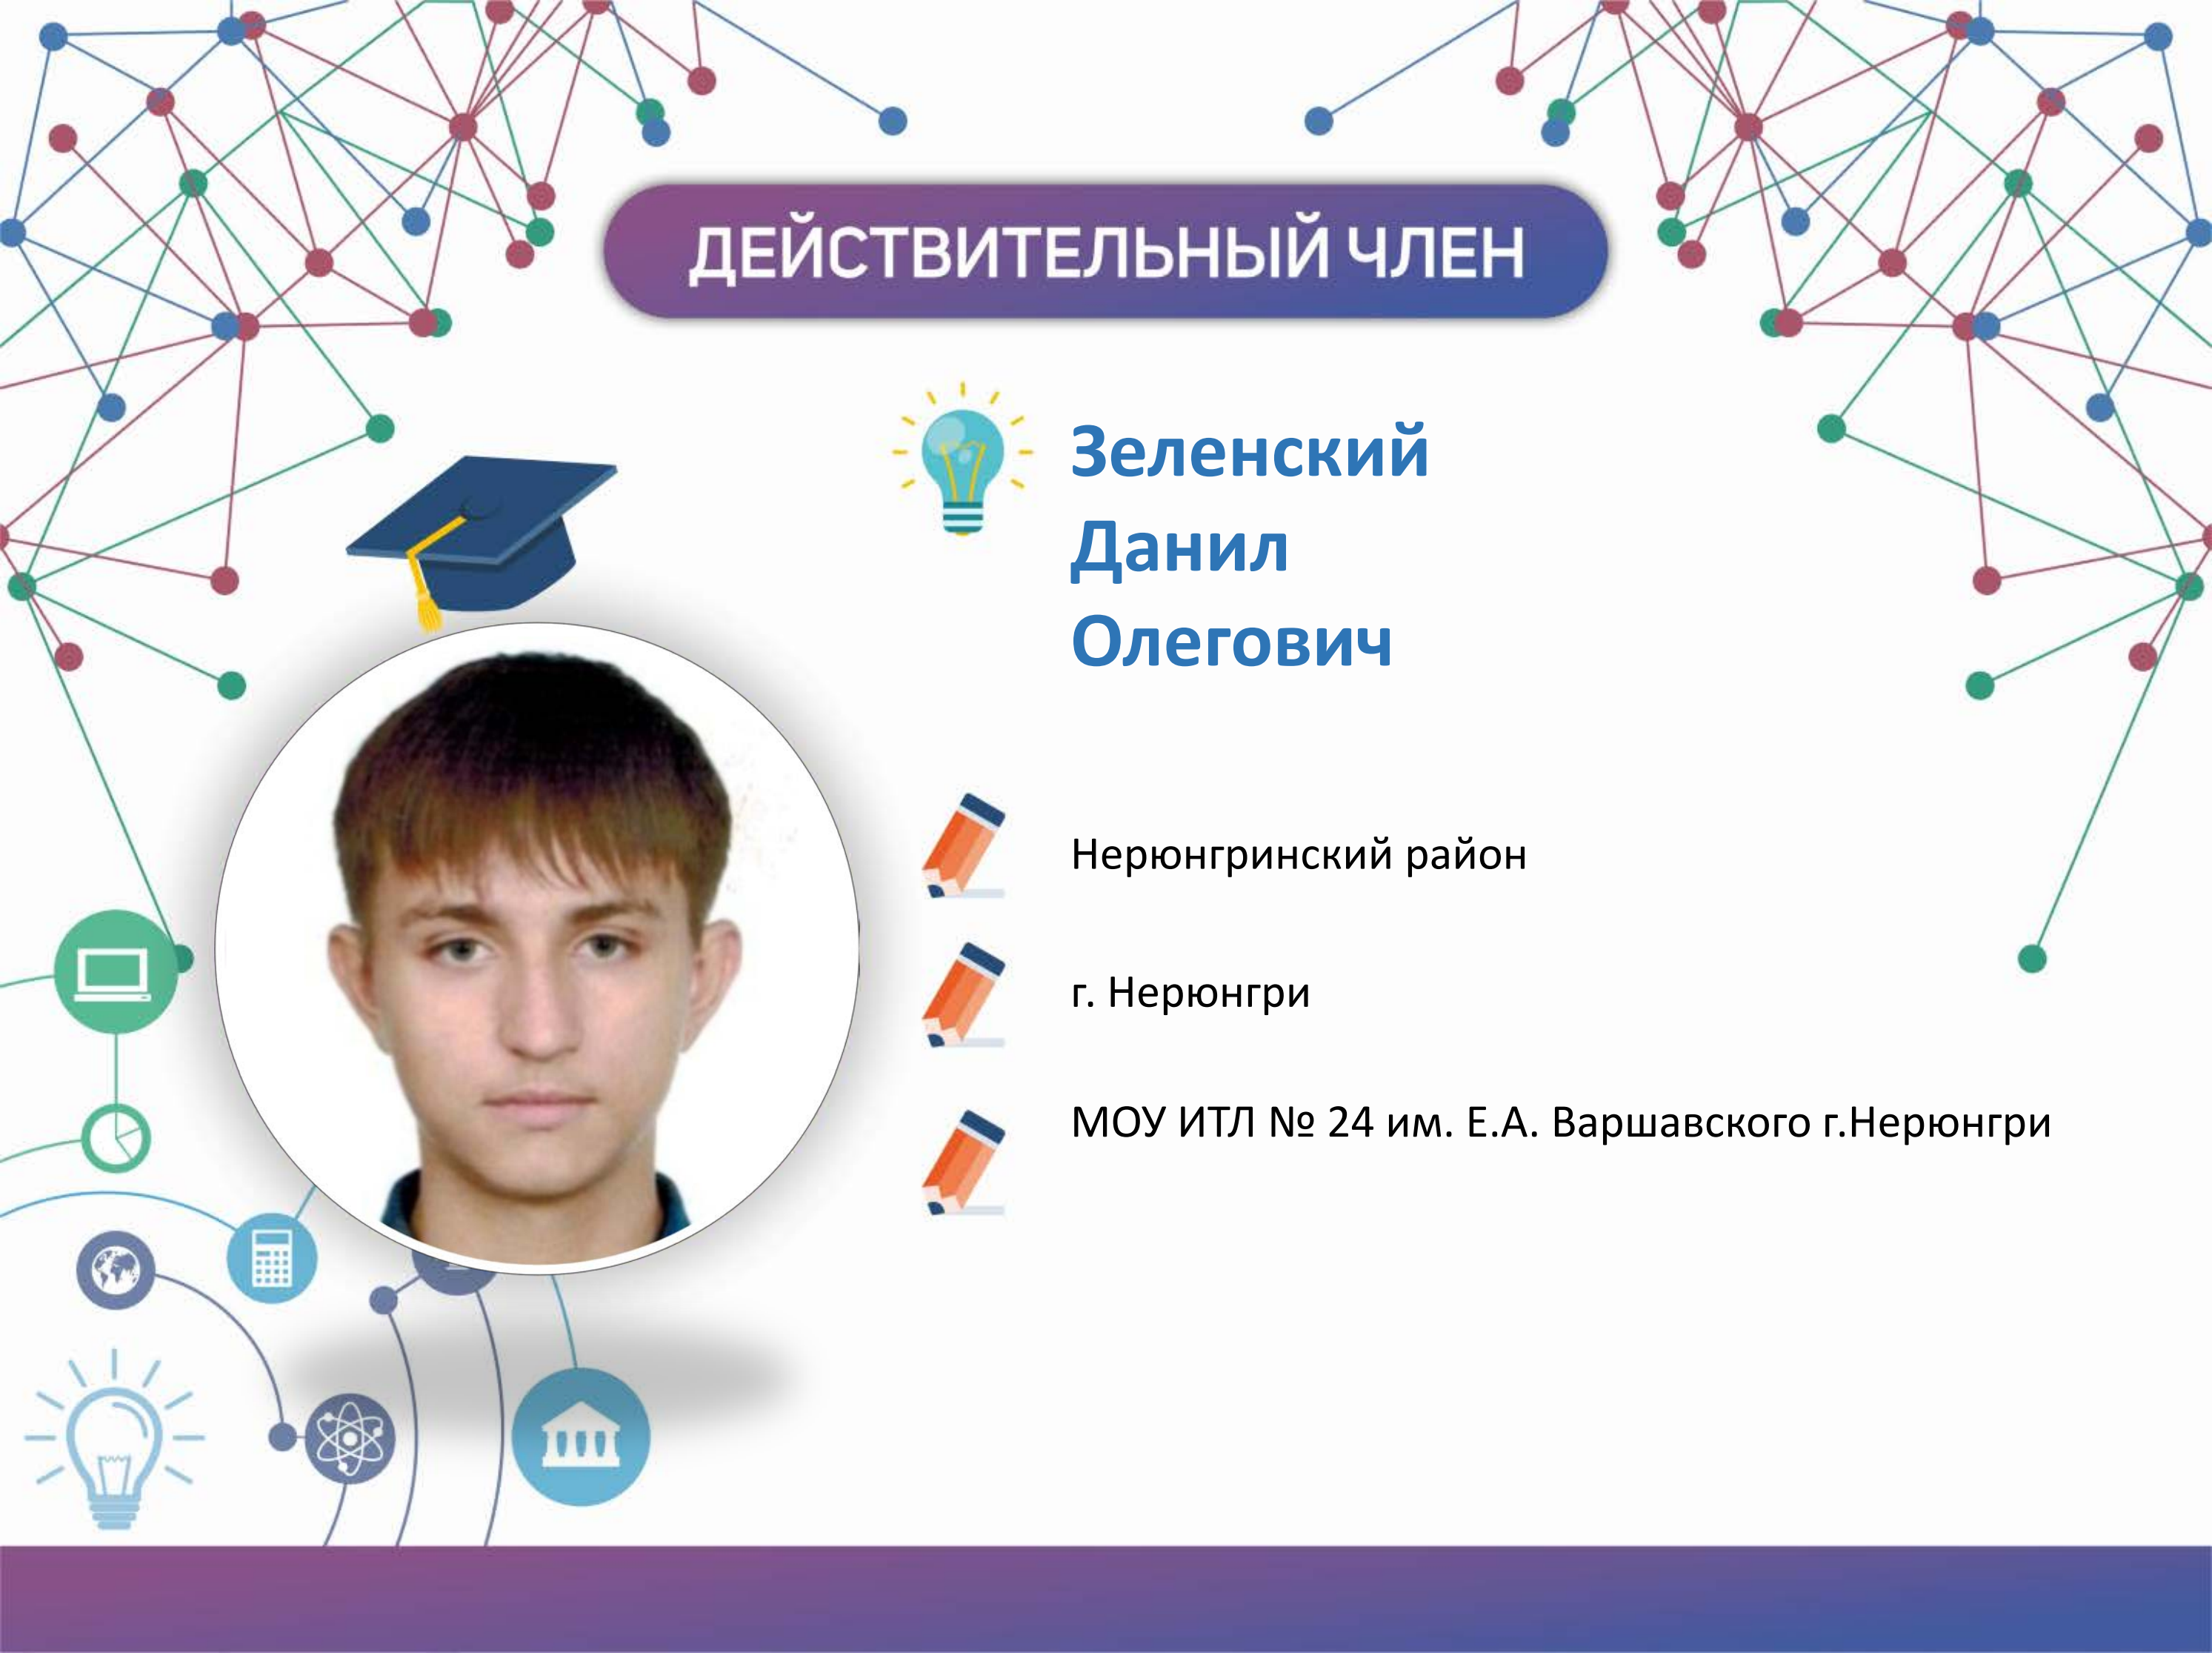 ДЕЙСТВИТЕЛЬНЫЙ ЧЛЕН
Зеленский
Данил
Олегович
Нерюнгринский район
г. Нерюнгри
МОУ ИТЛ № 24 им. Е.А. Варшавского г.Нерюнгри